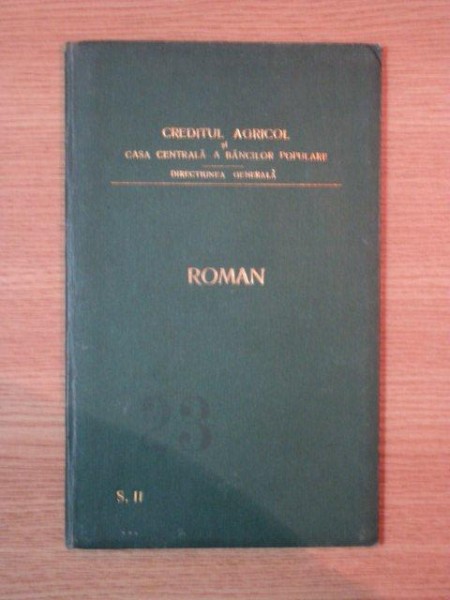 CREDITUL AGRICOL
și
CASA CENTRALĂ A BĂNCILOR POPULARE
DIRECȚIUNEA GENERALĂ
ROMAN
23
S. II